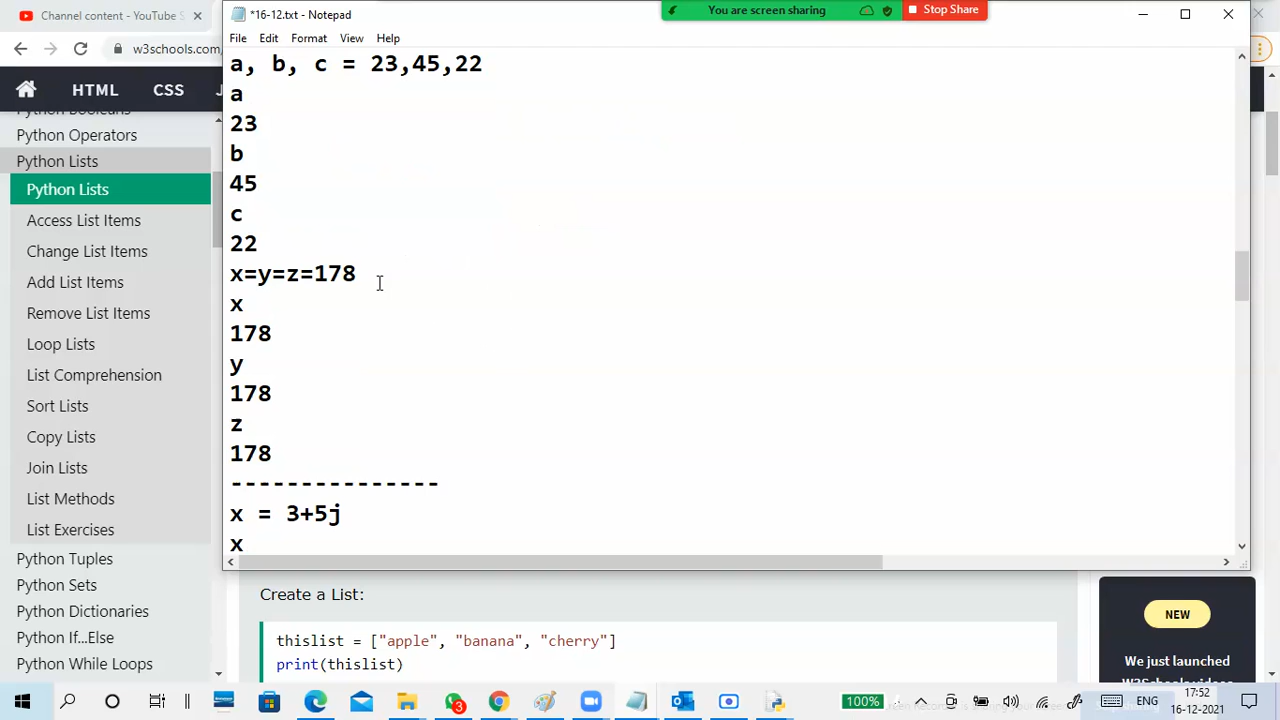 Channel content - YouTube S
*16-12.txt - Notepad
You are screen sharing
Stop Share
w3schools.com
File Edit Format View Help
HTML CSS
a, b, c = 23,45,22
a
23
b
45
c
22
x=y=z=178
x
178
y
178
z
178
---------------
x = 3+5j
x
Python Booleans
Python Operators
Python Lists
Python Lists
Access List Items
Change List Items
Add List Items
Remove List Items
Loop Lists
List Comprehension
Sort Lists
Copy Lists
Join Lists
List Methods
List Exercises
Python Tuples
Python Sets
Python Dictionaries
Python If...Else
Python While Loops
Create a List:
thislist = ["apple", "banana", "cherry"]
print(thislist)
NEW
We just launched
W3Schools videos
3
100%
ENG
17:52
16-12-2021